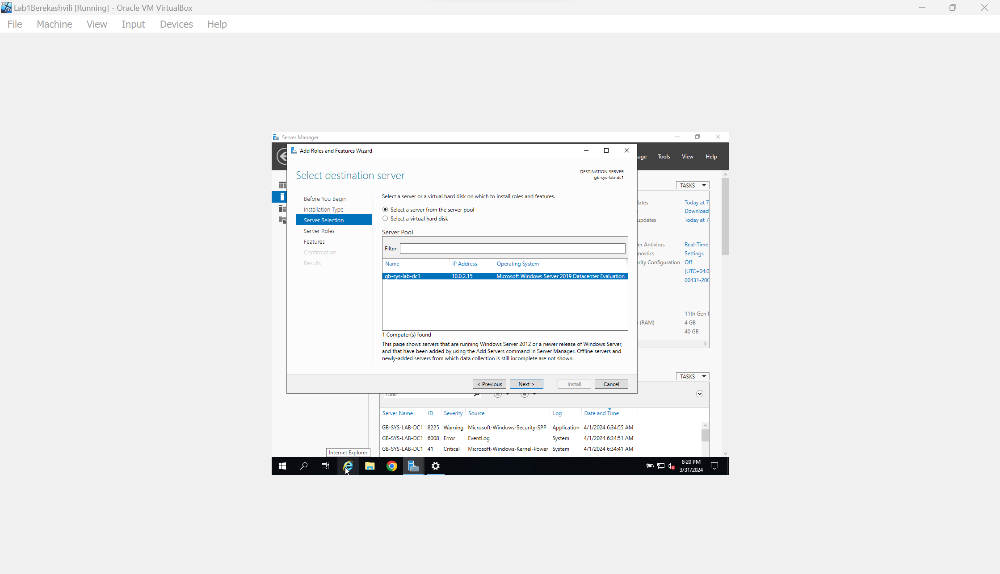 Lab1Berekashvili [Running] - Oracle VM VirtualBox
File Machine View Input Devices Help
Server Manager
Add Roles and Features Wizard
age Tools View Help
Select destination server
DESTINATION SERVER
gb-sys-lab-dc1
Before You Begin
Installation Type
Server Selection
Server Roles
Features
Confirmation
Results
Select a server or a virtual hard disk on which to install roles and features.
Select a server from the server pool
Select a virtual hard disk
Server Pool
Filter:
Name IP Address Operating System
gb-sys-lab-dc1 10.0.2.15 Microsoft Windows Server 2019 Datacenter Evaluation
1 Computer(s) found
This page shows servers that are running Windows Server 2012 or a newer release of Windows Server,
and that have been added by using the Add Servers command in Server Manager. Offline servers and
newly-added servers from which data collection is still incomplete are not shown.
< Previous Next > Install Cancel
TASKS
dates Today at 7
Download
updates Today at 7
er Antivirus Real-Time
nostics Settings
rity Configuration Off
(UTC+04:0
00431-200
11th Gen I
(RAM) 4 GB
40 GB
TASKS
Filter
Server Name ID Severity Source Log Date and Time
GB-SYS-LAB-DC1 8225 Warning Microsoft-Windows-Security-SPP Application 4/1/2024 6:34:55 AM
GB-SYS-LAB-DC1 6008 Error EventLog System 4/1/2024 6:34:51 AM
GB-SYS-LAB-DC1 41 Critical Microsoft-Windows-Kernel-Power System 4/1/2024 6:34:41 AM
Internet Explorer
8:20 PM
3/31/2024